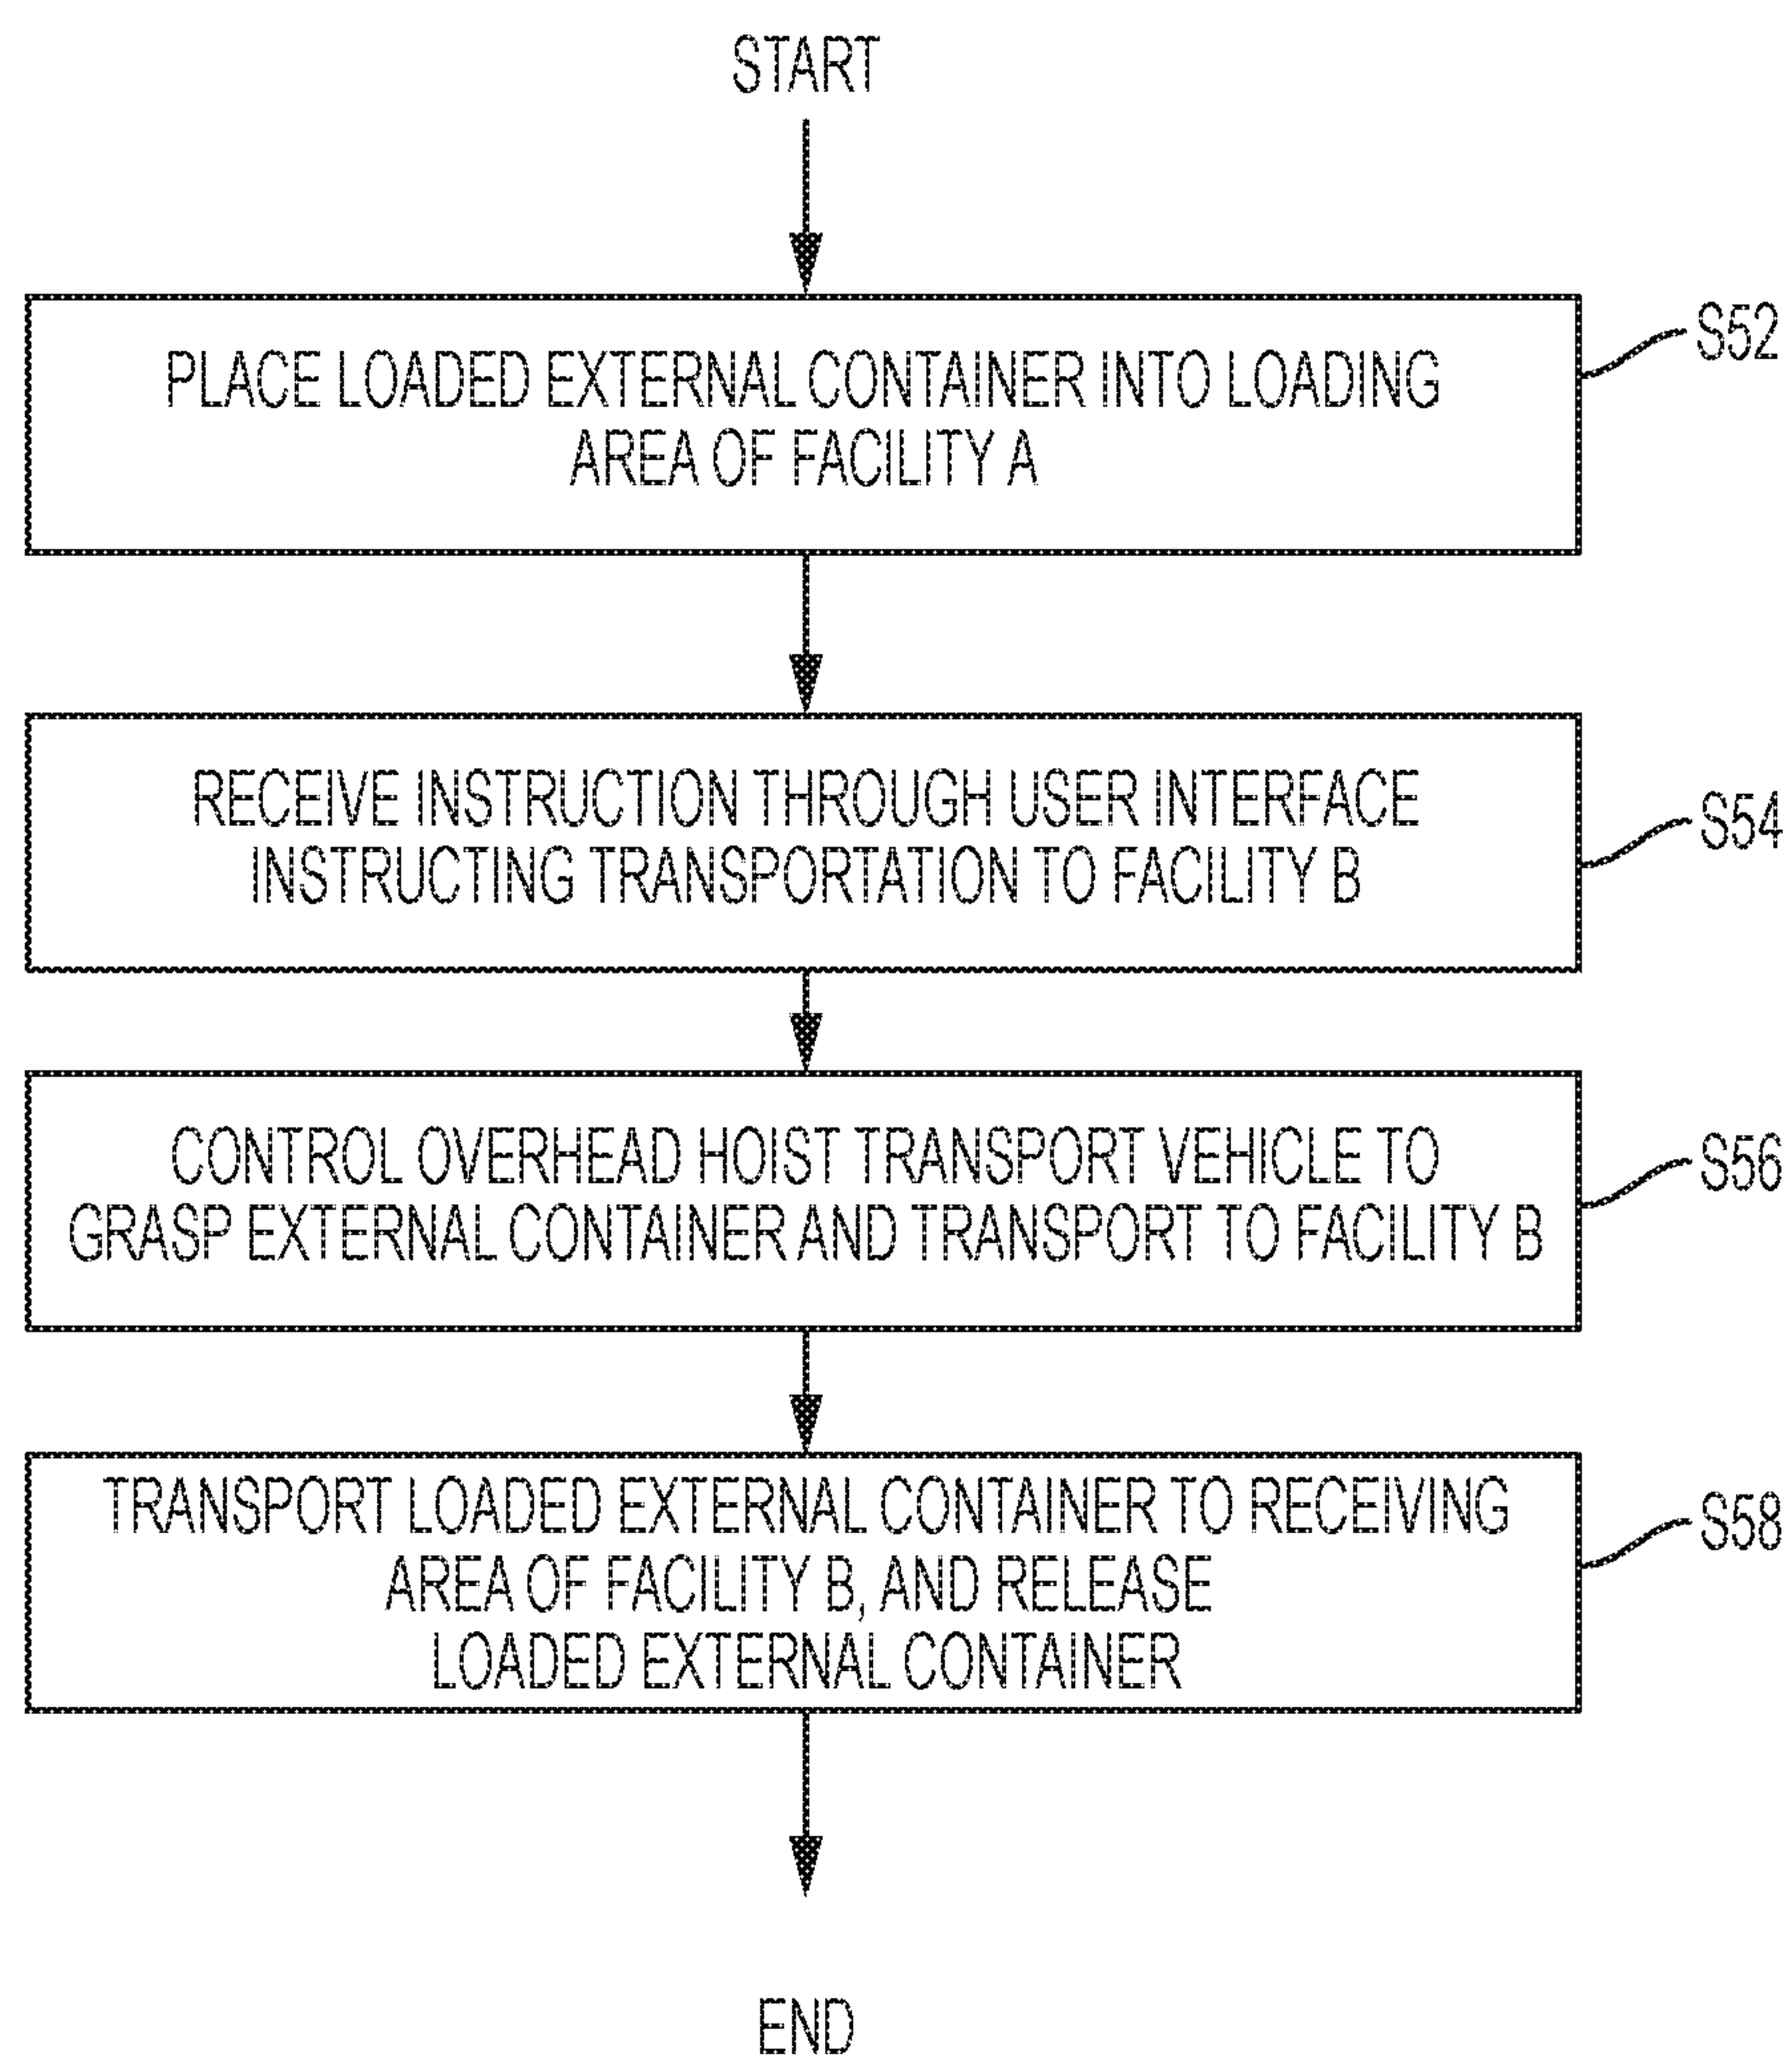 START
PLACE LOADED EXTERNAL CONTAINER INTO LOADING
AREA OF FACILITY A
S52
RECEIVE INSTRUCTION THROUGH USER INTERFACE
INSTRUCTING TRANSPORTATION TO FACILITY B
S54
CONTROL OVERHEAD HOIST TRANSPORT VEHICLE TO
GRASP EXTERNAL CONTAINER AND TRANSPORT TO FACILITY B
S56
TRANSPORT LOADED EXTERNAL CONTAINER TO RECEIVING
AREA OF FACILITY B, AND RELEASE
LOADED EXTERNAL CONTAINER
S58
END